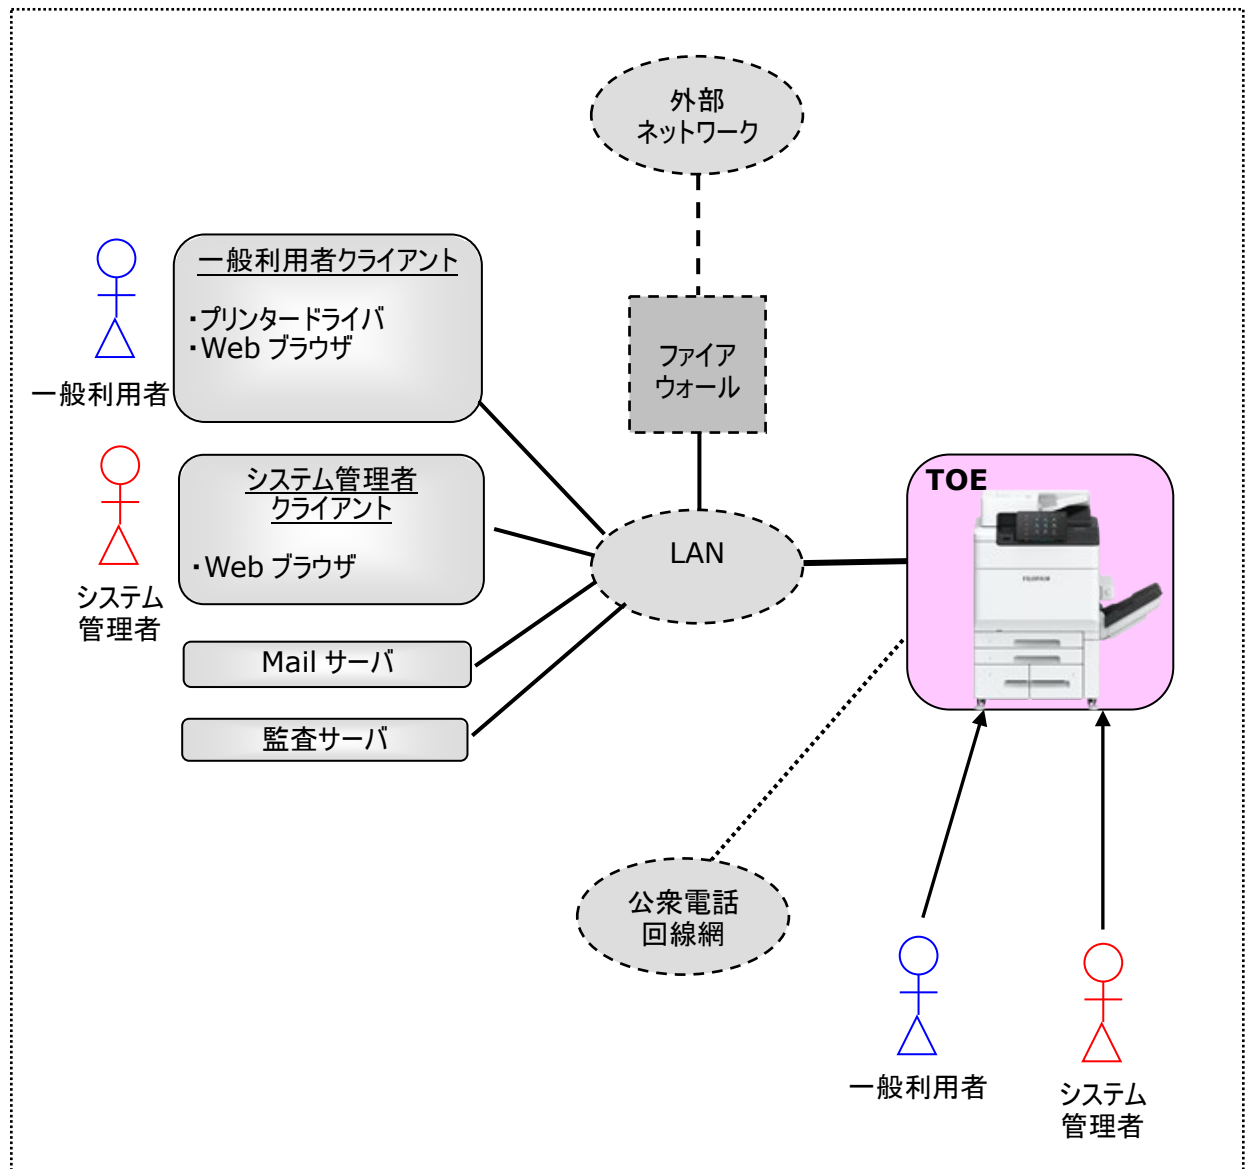 外部
ネットワーク
一般利用者クライアント
・プリンタードライバ
・Web ブラウザ
一般利用者
ファイア
ウォール
システム管理者
クライアント
・Web ブラウザ
システム
管理者
LAN
TOE
FUJIFILM
Mail サーバ
監査サーバ
公衆電話
回線網
一般利用者
システム
管理者